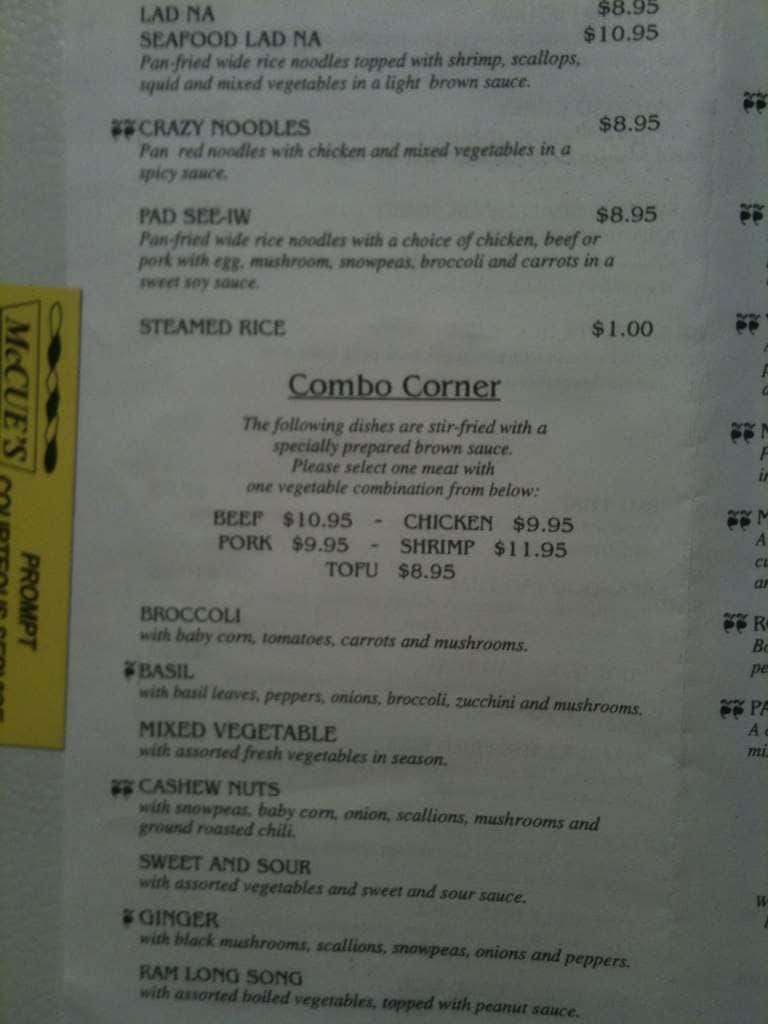 LAD NA $8.95
SEAFOOD LAD NA $10.95
Pan-fried wide rice noodles topped with shrimp, scallops,
squid and mixed vegetables in a light brown sauce.
CRAZY NOODLES $8.95
Pan red noodles with chicken and mixed vegetables in a
spicy sauce.
PAD SEE-IW $8.95
Pan-fried wide rice noodles with a choice of chicken, beef or
pork with egg, mushroom, snowpeas, broccoli and carrots in a
sweet soy sauce.
STEAMED RICE $1.00
Combo Corner
The following dishes are stir-fried with a
specially prepared brown sauce.
Please select one meat with
one vegetable combination from below:
BEEF $10.95 - CHICKEN $9.95
PORK $9.95 - SHRIMP $11.95
TOFU $8.95
BROCCOLI
with baby corn, tomatoes, carrots and mushrooms.
BASIL
with basil leaves, peppers, onions, broccoli, zucchini and mushrooms.
MIXED VEGETABLE
with assorted fresh vegetables in season.
CASHEW NUTS
with snowpeas, baby corn, onion, scallions, mushrooms and
ground roasted chili.
SWEET AND SOUR
with assorted vegetables and sweet and sour sauce.
GINGER
with black mushrooms, scallions, snowpeas, onions and peppers.
RAM LONG SONG
with assorted boiled vegetables, topped with peanut sauce.
McCUE'S
PROMPT